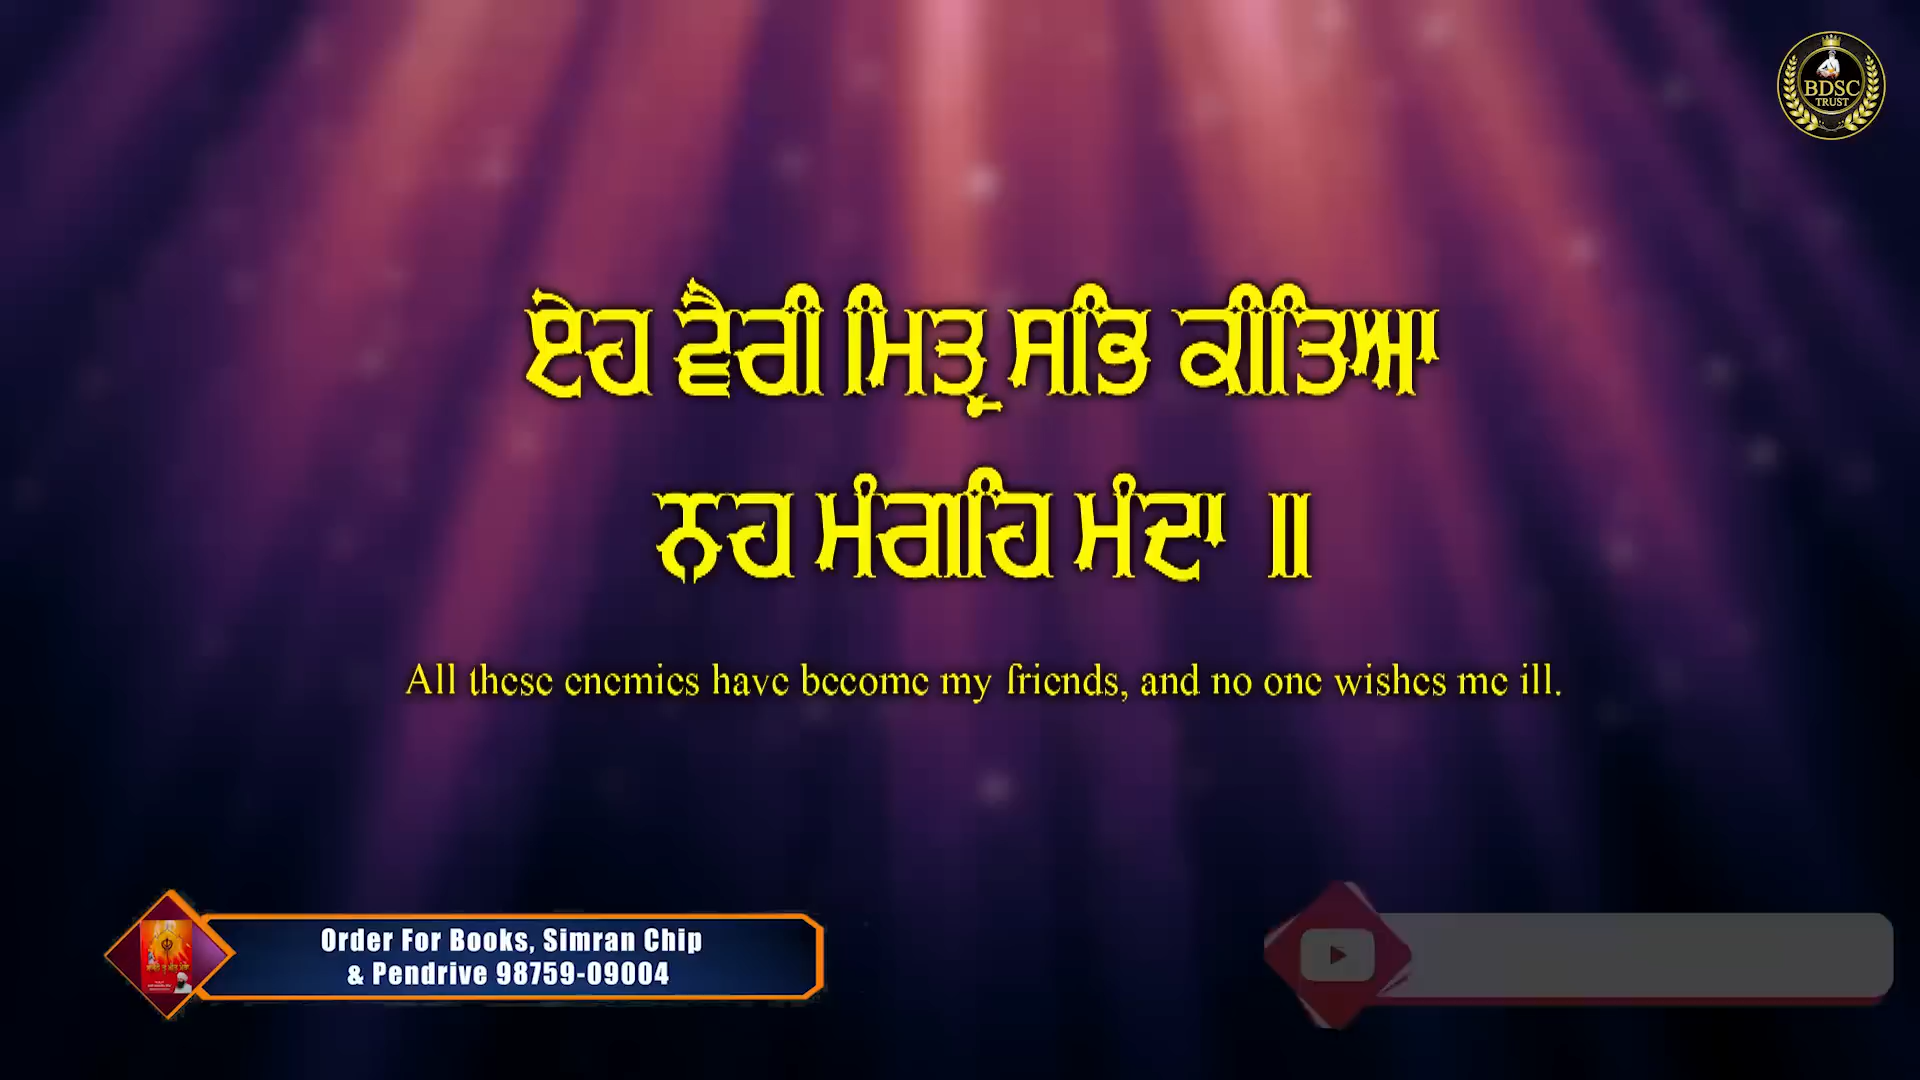 BDSC
TRUST
ਏਹ ਵੈਰੀ ਮਿਤ੍ਰ ਸਭਿ ਕੀਤਿਆ
ਨਹ ਮੰਗਹਿ ਮੰਦਾ ॥
All these enemies have become my friends, and no one wishes me ill.
Order For Books, Simran Chip
& Pendrive 98759-09004